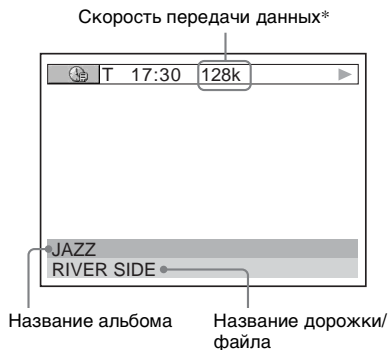 Скорость передачи данных*
T 17:30 128k
JAZZ
RIVER SIDE
Название альбома
Название дорожки/
файла